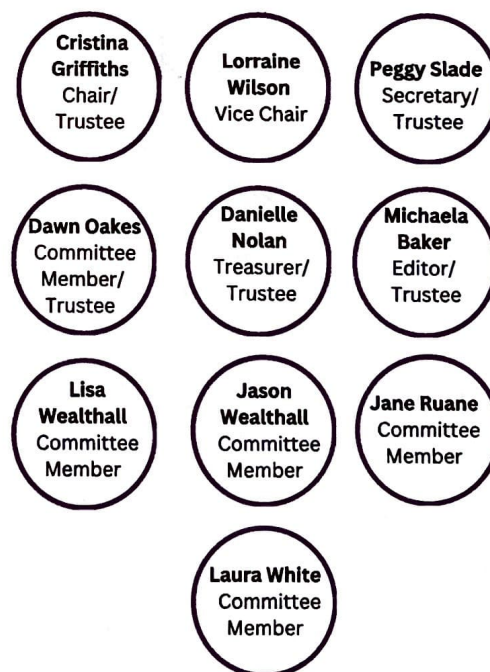 Cristina
Griffiths
Chair/
Trustee
Lorraine
Wilson
Vice Chair
Peggy Slade
Secretary/
Trustee
Dawn Oakes
Committee
Member/
Trustee
Danielle
Nolan
Treasurer/
Trustee
Michaela
Baker
Editor/
Trustee
Lisa
Wealthall
Committee
Member
Jason
Wealthall
Committee
Member
Jane Ruane
Committee
Member
Laura White
Committee
Member